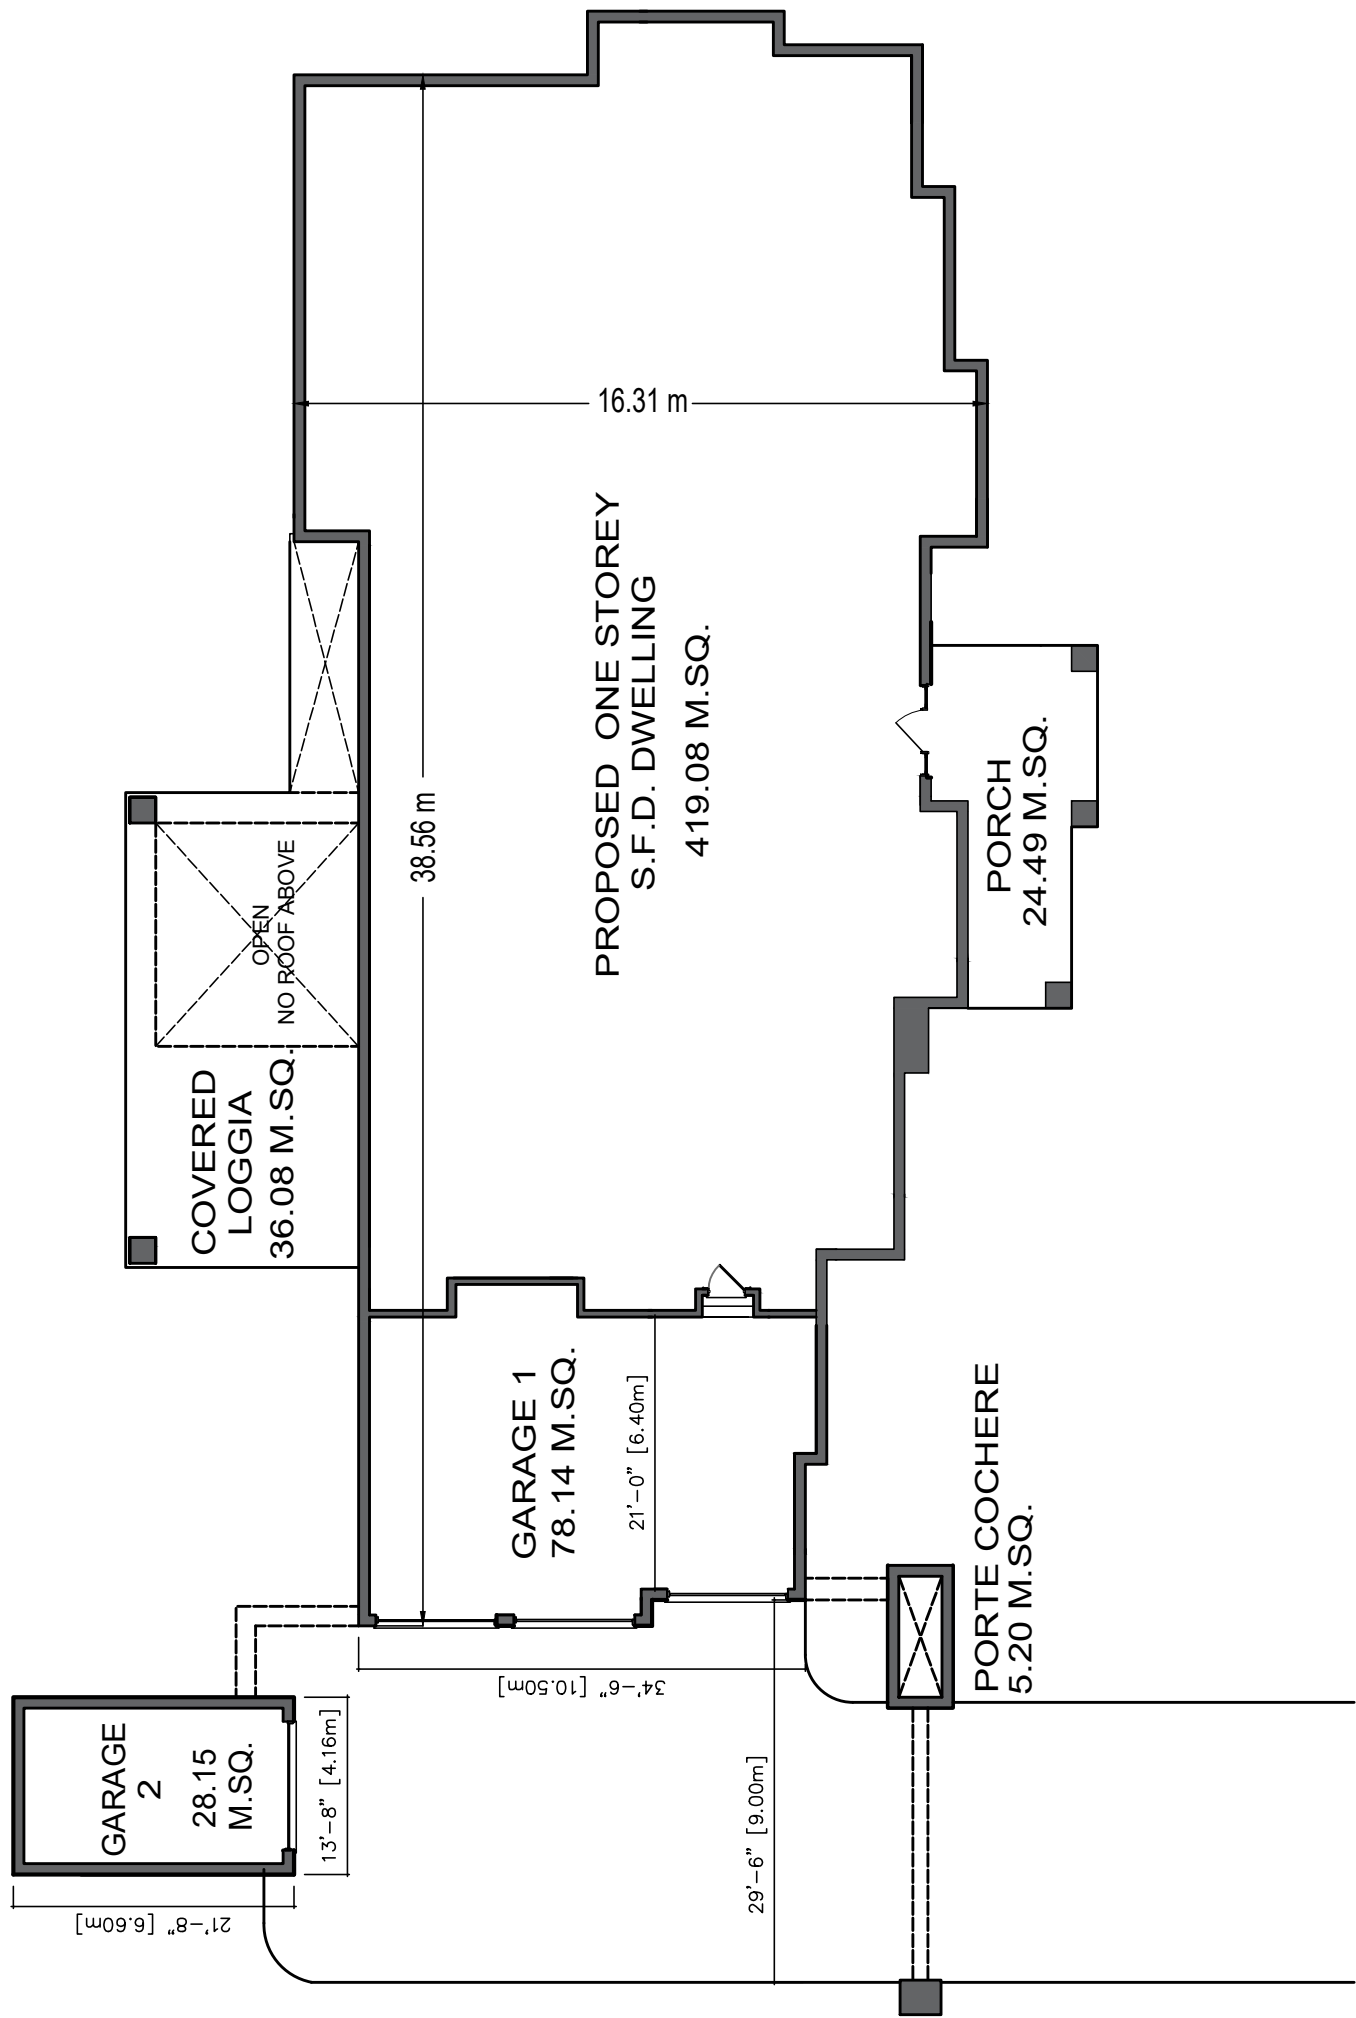 16.31 m
38.56 m
PROPOSED ONE STOREY
S.F.D. DWELLING
419.08 M.SQ.
OPEN
NO ROOF ABOVE
COVERED
LOGGIA
36.08 M.SQ.
PORCH
24.49 M.SQ.
GARAGE 1
78.14 M.SQ.
21'-0" [6.40m]
34'-6" [10.50m]
PORTE COCHERE
5.20 M.SQ.
GARAGE
2
28.15
M.SQ.
13'-8" [4.16m]
21'-8" [6.60m]
29'-6" [9.00m]